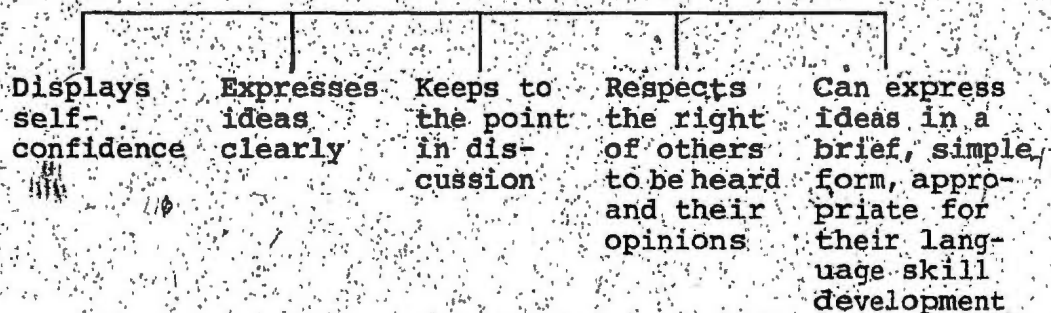 Displays
self-
confidence
Expresses
ideas
clearly
Keeps to
the point
in dis-
cussion
Respects
the right
of others
to be heard
and their
opinions
Can express
ideas in a
brief, simple
form, appro-
priate for
their lang-
uage skill
development